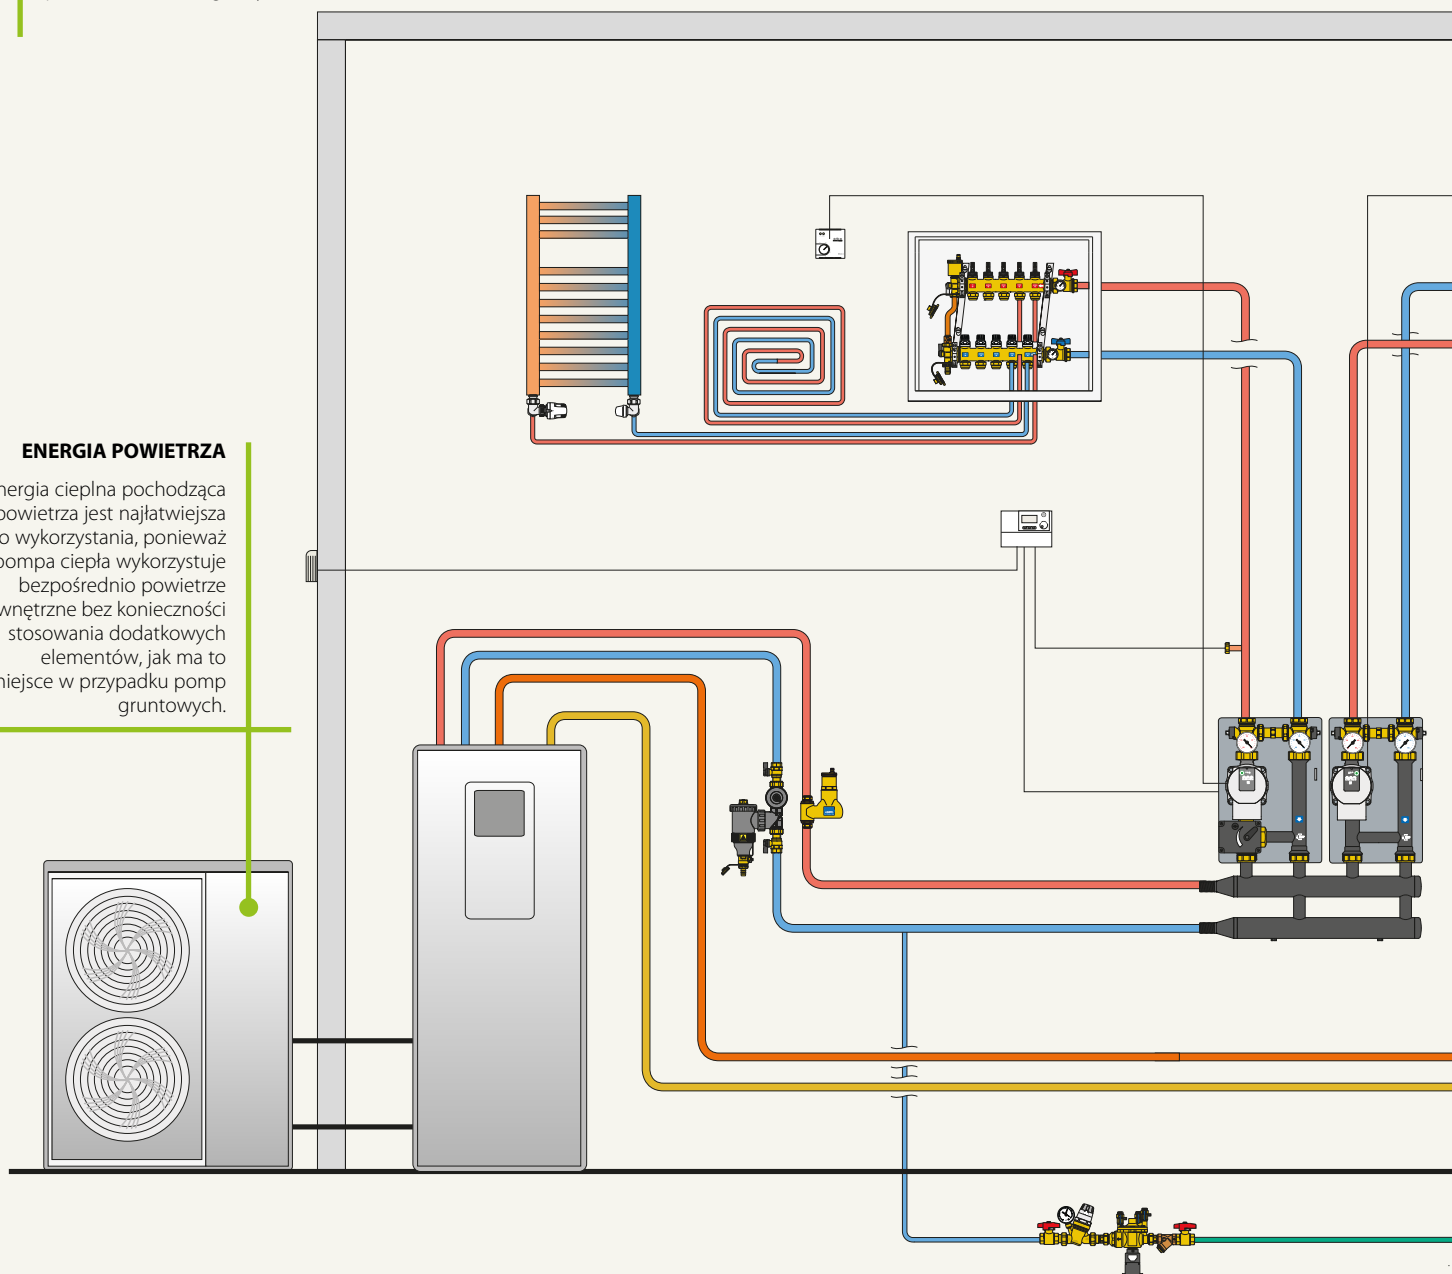 ENERGIA POWIETRZA
nergia cieplna pochodząca
powietrza jest najłatwiejsza
o wykorzystania, ponieważ
pompa ciepła wykorzystuje
bezpośrednio powietrze
wnętrzne bez konieczności
stosowania dodatkowych
elementów, jak ma to
niejsce w przypadku pomp
gruntowych.